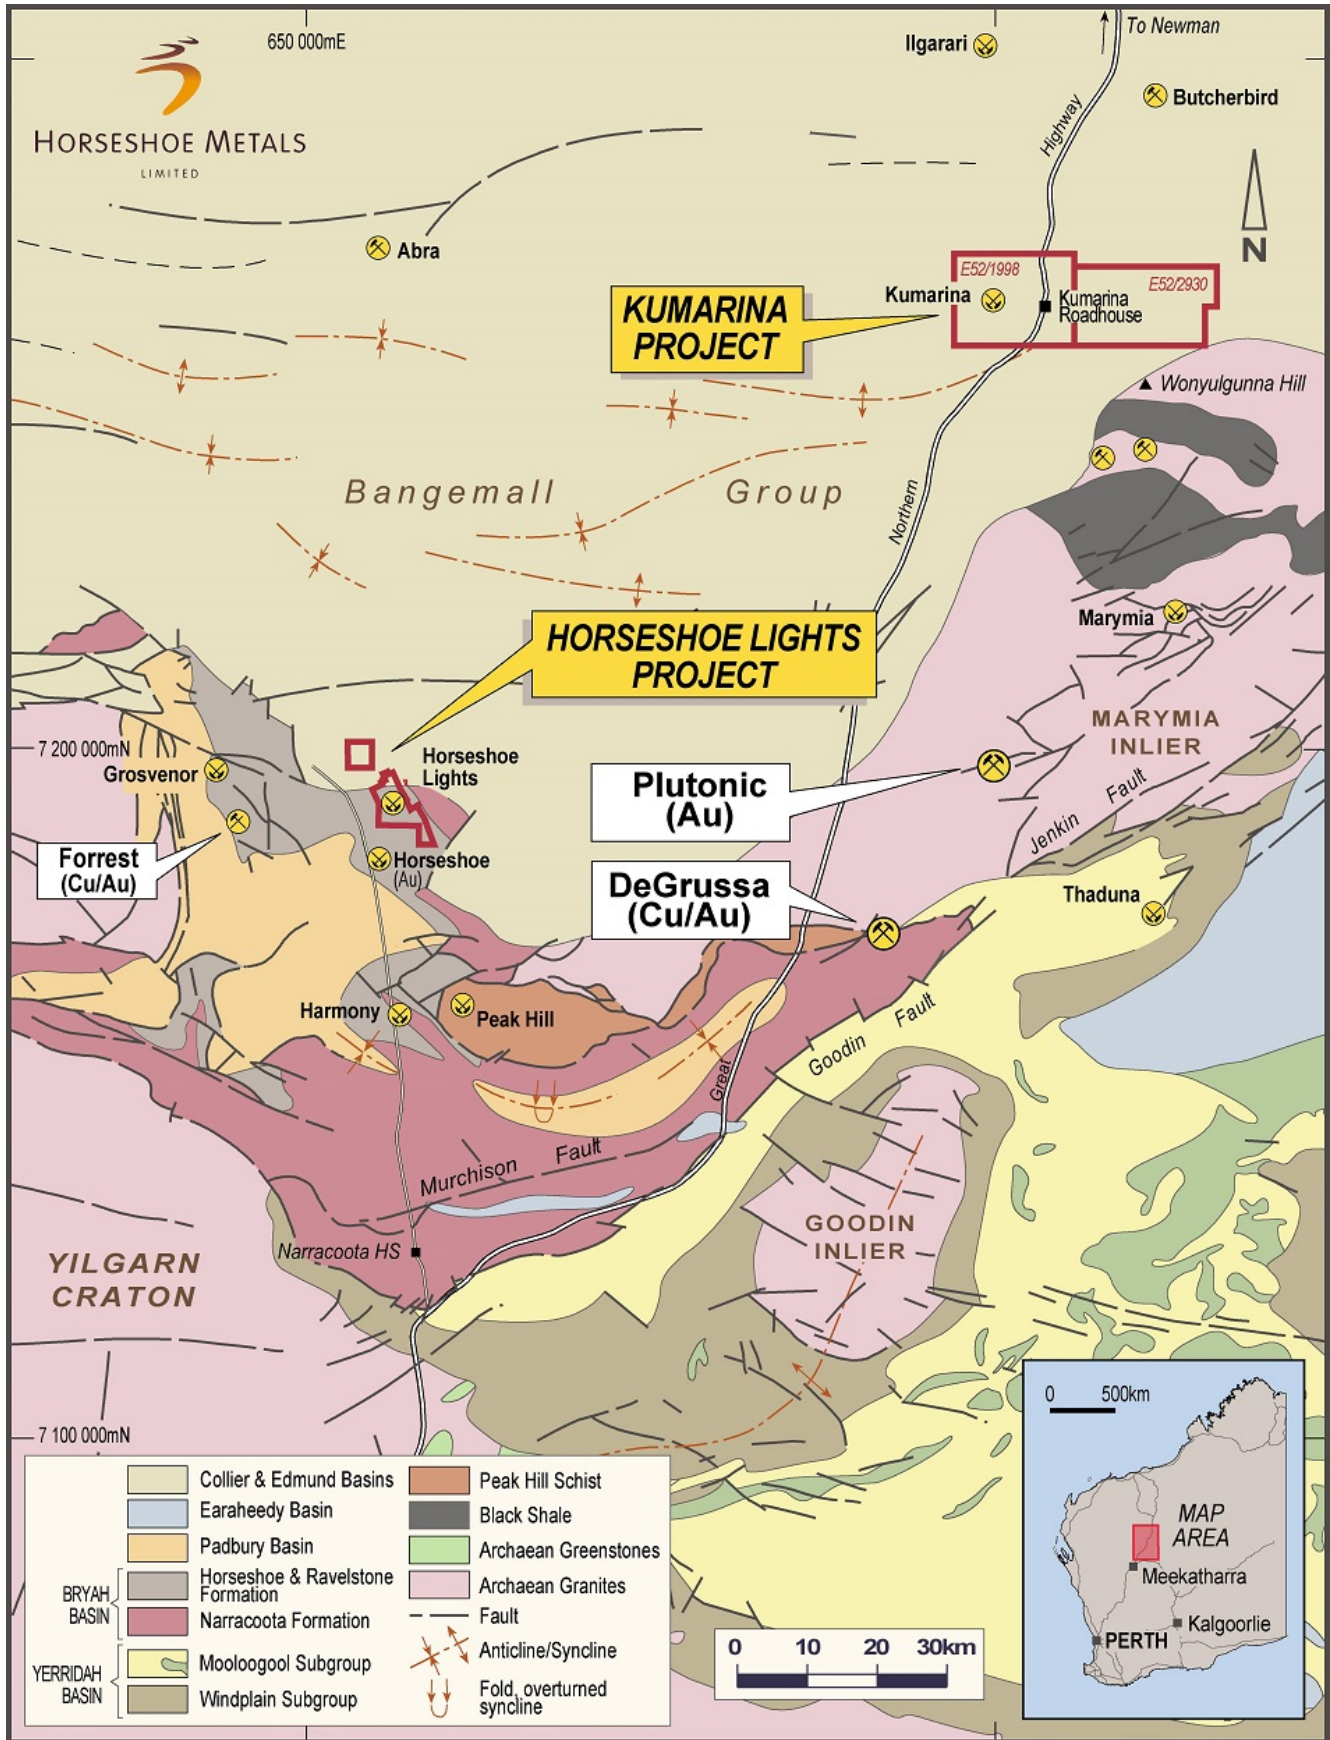 650 000mE
To Newman
Ilgarari
Butcherbird
HORSESHOE METALS
LIMITED
Highway
N
Abra
E52/1998
E52/2930
Kumarina
Kumarina
Roadhouse
KUMARINA
PROJECT
Wonyulgunna Hill
Bangemall Group
Northern
Marymia
HORSESHOE LIGHTS
PROJECT
MARYMIA
INLIER
7 200 000mN
Grosvenor
Horseshoe
Lights
Plutonic
(Au)
Jenkin Fault
Forrest
(Cu/Au)
Horseshoe
(Au)
DeGrussa
(Cu/Au)
Thaduna
Harmony
Peak Hill
Goodin Fault
Great
Murchison Fault
GOODIN
INLIER
Narracoota HS
YILGARN
CRATON
7 100 000mN
Collier & Edmund Basins
Earaheedy Basin
Padbury Basin
BRYAH
BASIN
Horseshoe & Ravelstone
Formation
Narracoota Formation
YERRIDAH
BASIN
Mooloogool Subgroup
Windplain Subgroup
Peak Hill Schist
Black Shale
Archaean Greenstones
Archaean Granites
Fault
Anticline/Syncline
Fold, overturned
syncline
0 10 20 30km
0 500km
MAP
AREA
Meekatharra
Kalgoorlie
PERTH